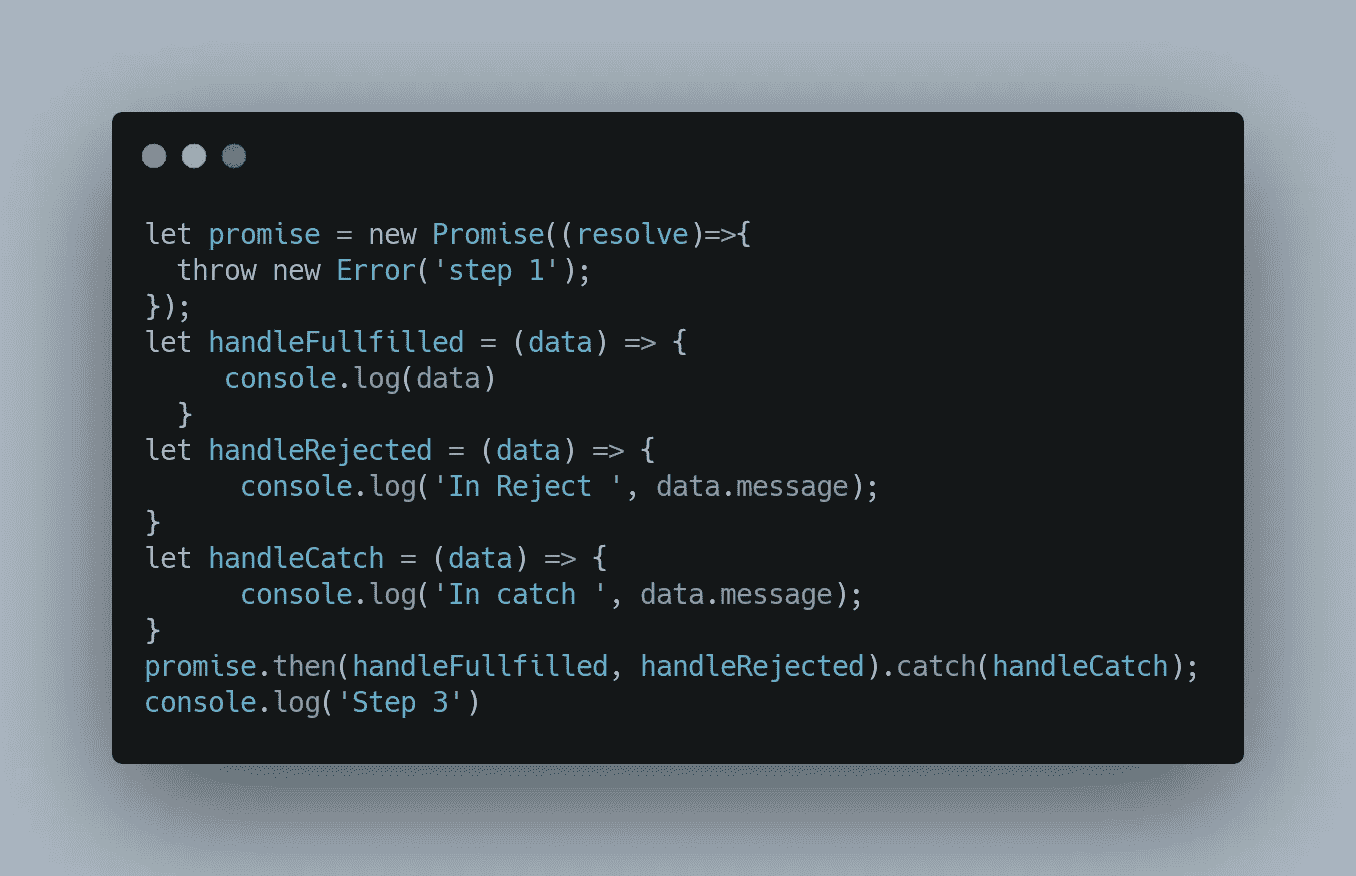 let promise = new Promise((resolve)=>{
  throw new Error('step 1');
});
let handleFullfilled = (data) => {
     console.log(data)
  }
let handleRejected = (data) => {
      console.log('In Reject ', data.message);
}
let handleCatch = (data) => {
      console.log('In catch ', data.message);
}
promise.then(handleFullfilled, handleRejected).catch(handleCatch);
console.log('Step 3')